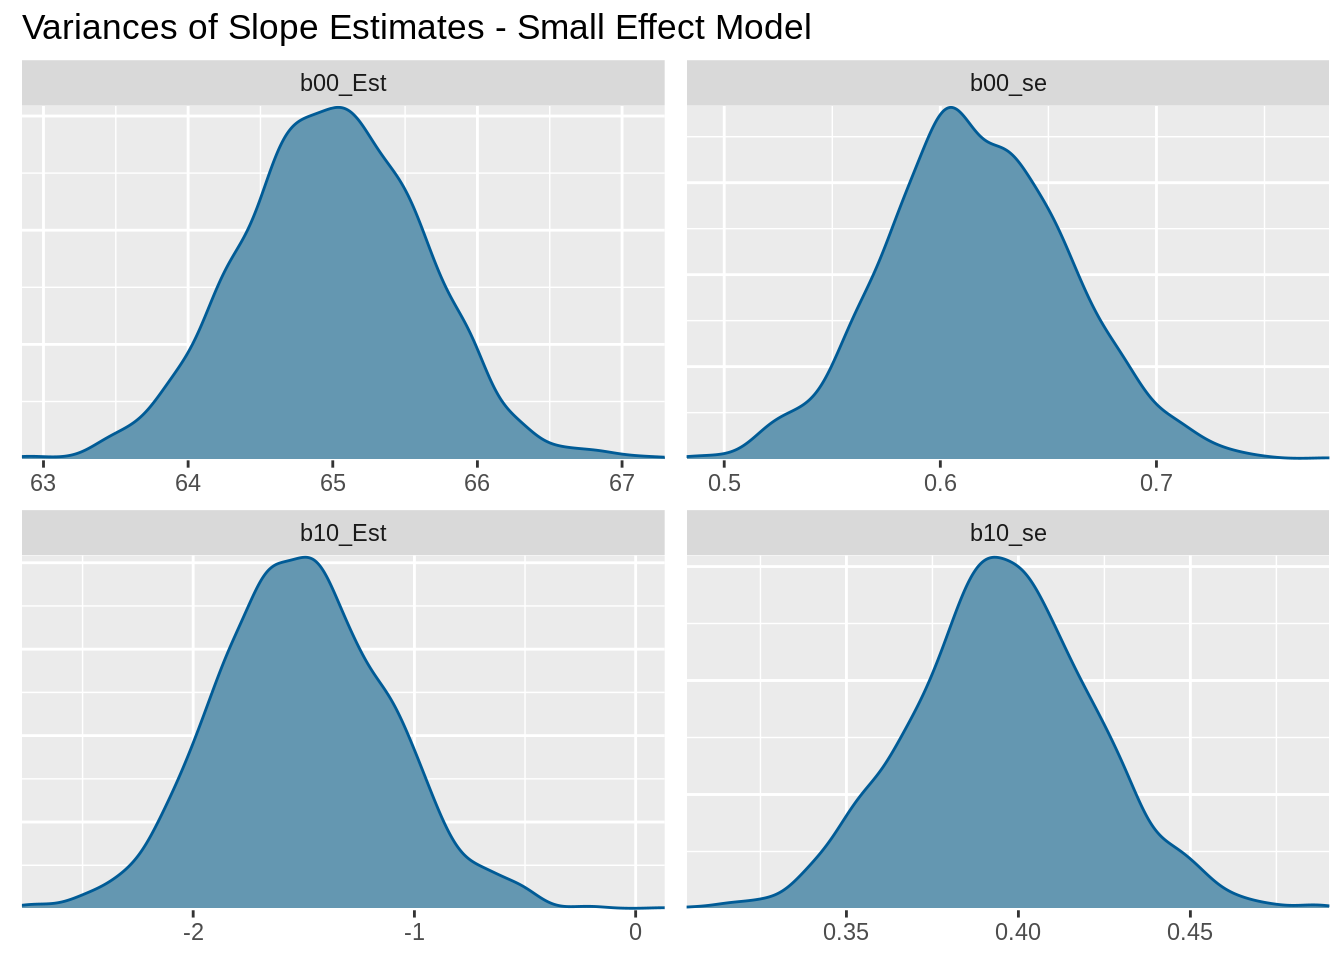 Variances of Slope Estimates - Small Effect Model
b00_Est
b00_se
63 64 65 66 67
0.5 0.6 0.7
b10_Est
b10_se
-2 -1 0
0.35 0.40 0.45